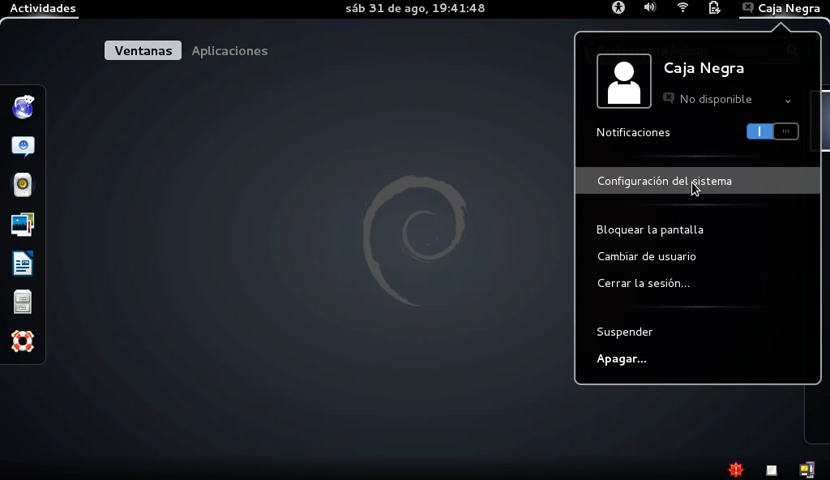 Actividades
sáb 31 de ago, 19:41:48
Caja Negra
Ventanas
Aplicaciones
Caja Negra
No disponible
Notificaciones
Configuración del sistema
Bloquear la pantalla
Cambiar de usuario
Cerrar la sesión...
Suspender
Apagar...